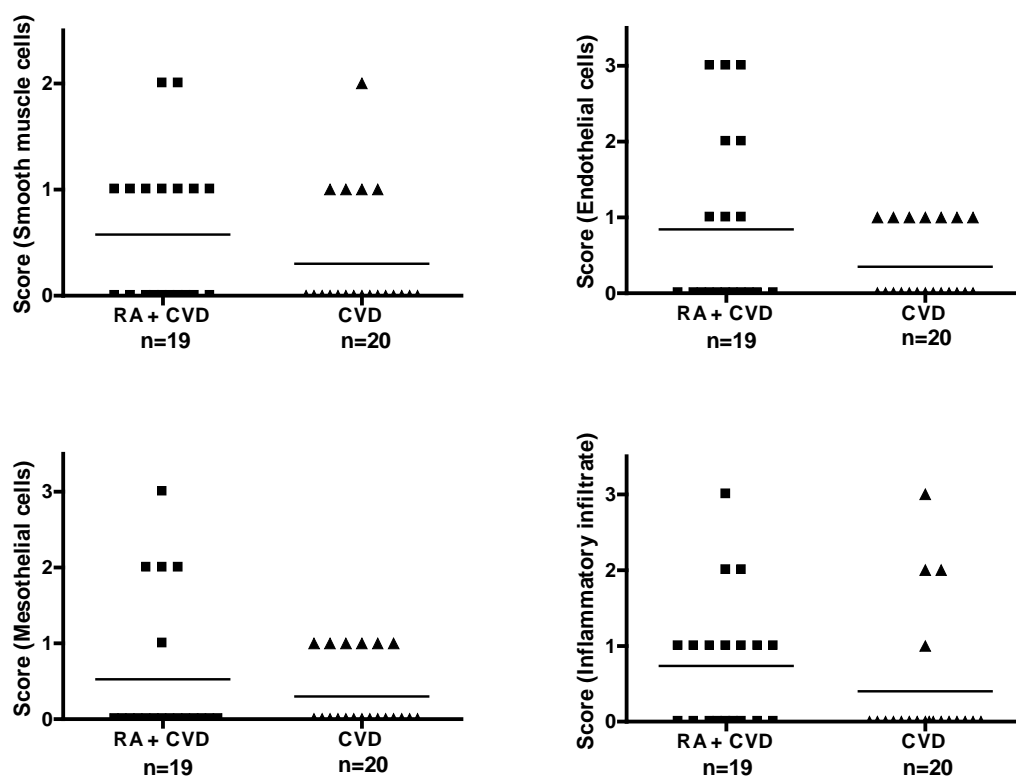 Score (Smooth muscle cells)
2
1
0
RA + CVD
n=19
CVD
n=20
Score (Endothelial cells)
3
2
1
0
RA + CVD
n=19
CVD
n=20
Score (Mesothelial cells)
3
2
1
0
RA + CVD
n=19
CVD
n=20
Score (Inflammatory infiltrate)
3
2
1
0
RA + CVD
n=19
CVD
n=20